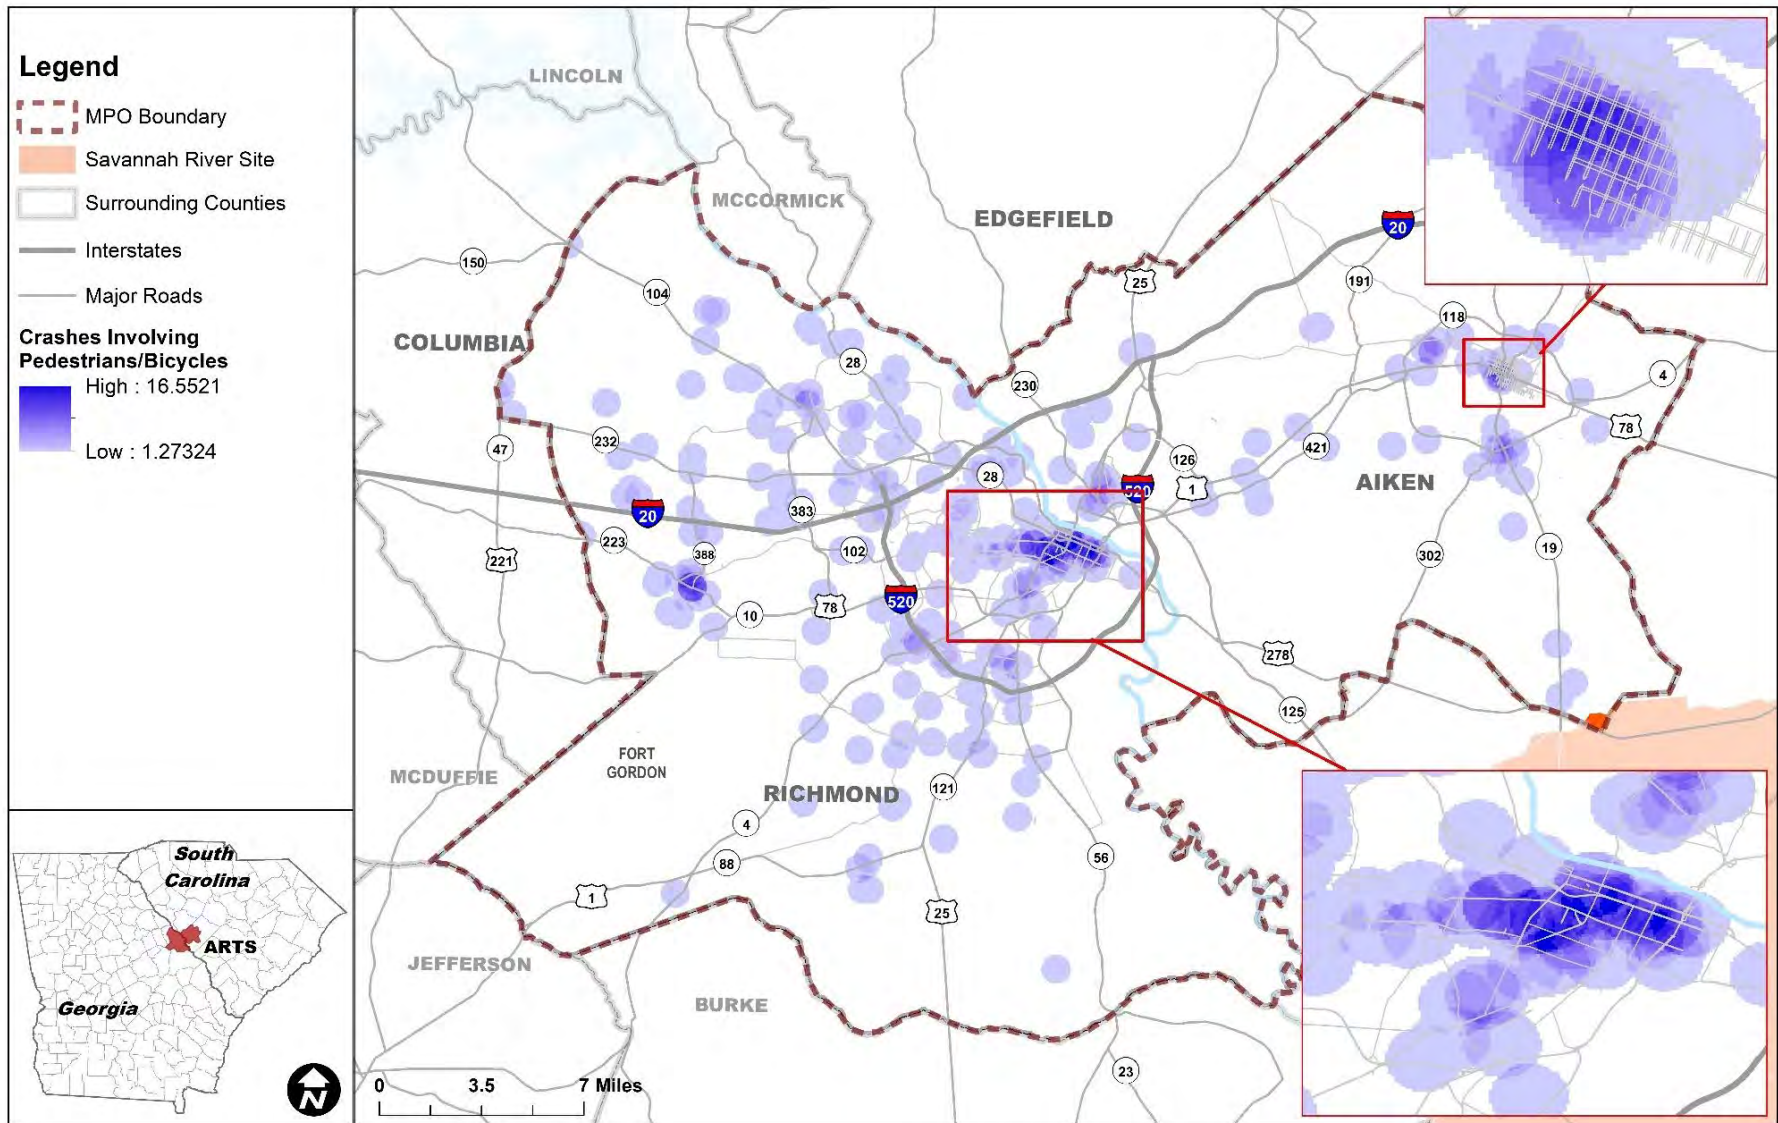 Legend
MPO Boundary
Savannah River Site
Surrounding Counties
Interstates
Major Roads
Crashes Involving
Pedestrians/Bicycles
High : 16.5521
Low : 1.27324
South
Carolina
ARTS
Georgia
N
LINCOLN
MCCORMICK
EDGEFIELD
20
150
25
191
104
118
COLUMBIA
28
230
4
78
232
47
126
421
28
AIKEN
520
1
20
383
223
388
102
221
302
19
520
78
10
278
125
FORT
GORDON
MCDUFFIE
RICHMOND
121
4
88
56
1
25
JEFFERSON
BURKE
23
0
3.5
7 Miles